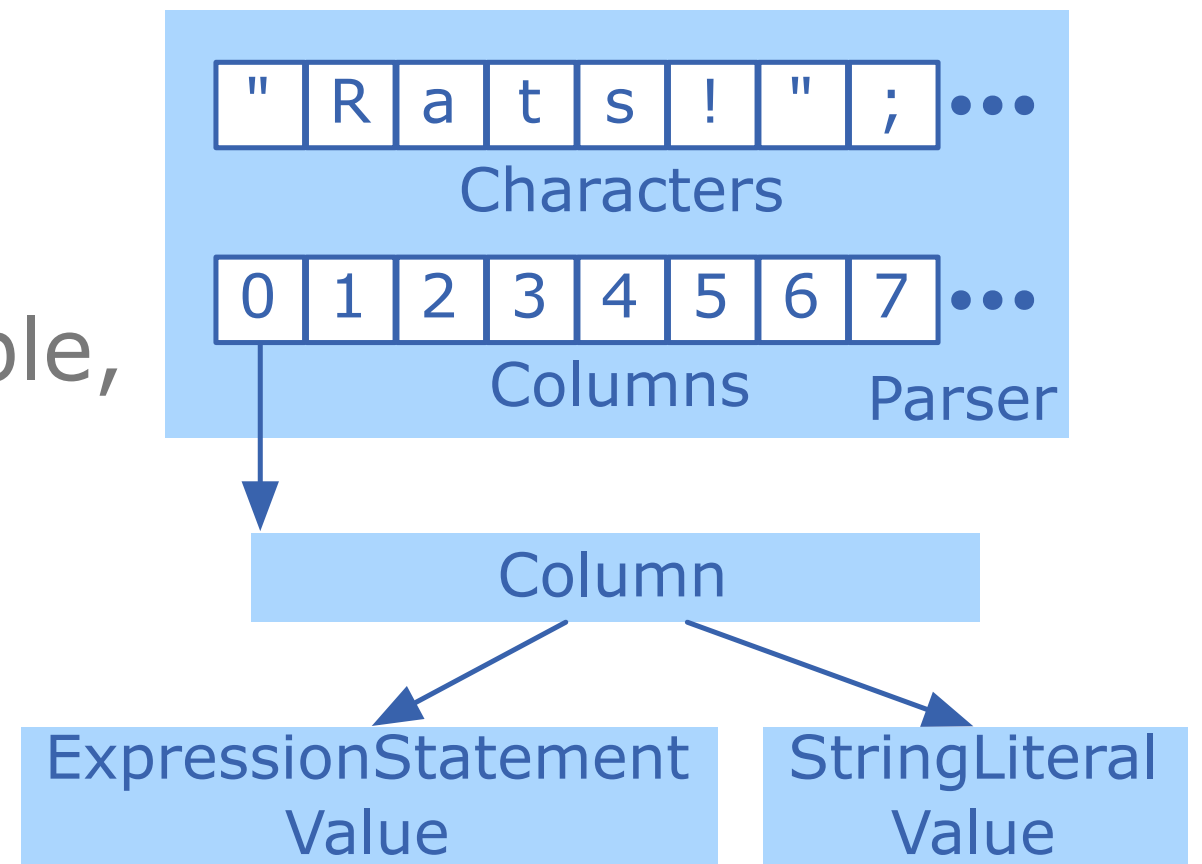 " R a t s ! " ; •••
Characters
0 1 2 3 4 5 6 7 •••
ple,
Columns
Parser
Column
ExpressionStatement
Value
StringLiteral
Value